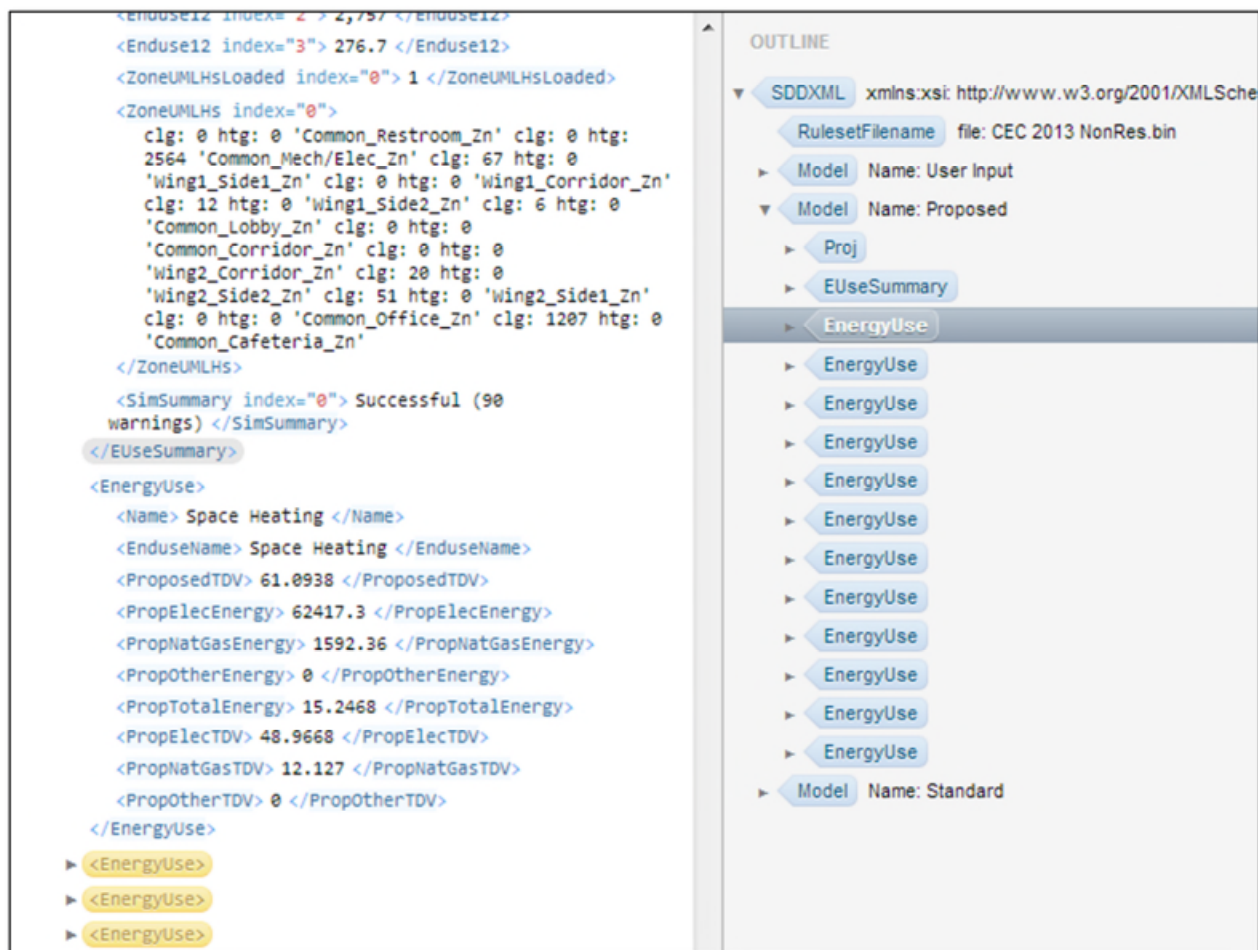 <Enduse12 index="2"> 2,757 </Enduse12>
<Enduse12 index="3"> 276.7 </Enduse12>
<ZoneUMLHsLoaded index="0"> 1 </ZoneUMLHsLoaded>
<ZoneUMLHs index="0">
clg: 0 htg: 0 'Common_Restroom_Zn' clg: 0 htg:
2564 'Common_Mech/Elec_Zn' clg: 67 htg: 0
'Wing1_Side1_Zn' clg: 0 htg: 0 'Wing1_Corridor_Zn'
clg: 12 htg: 0 'Wing1_Side2_Zn' clg: 6 htg: 0
'Common_Lobby_Zn' clg: 0 htg: 0
'Common_Corridor_Zn' clg: 0 htg: 0
'Wing2_Corridor_Zn' clg: 20 htg: 0
'Wing2_Side2_Zn' clg: 51 htg: 0 'Wing2_Side1_Zn'
clg: 0 htg: 0 'Common_Office_Zn' clg: 1207 htg: 0
'Common_Cafeteria_Zn'
</ZoneUMLHs>
<SimSummary index="0"> Successful (90
warnings) </SimSummary>
</EUseSummary>
<EnergyUse>
<Name> Space Heating </Name>
<EnduseName> Space Heating </EnduseName>
<ProposedTDV> 61.0938 </ProposedTDV>
<PropElecEnergy> 62417.3 </PropElecEnergy>
<PropNatGasEnergy> 1592.36 </PropNatGasEnergy>
<PropOtherEnergy> 0 </PropOtherEnergy>
<PropTotalEnergy> 15.2468 </PropTotalEnergy>
<PropElecTDV> 48.9668 </PropElecTDV>
<PropNatGasTDV> 12.127 </PropNatGasTDV>
<PropOtherTDV> 0 </PropOtherTDV>
</EnergyUse>
<EnergyUse>
<EnergyUse>
<EnergyUse>
OUTLINE
SDDXML xmlns:xsi: http://www.w3.org/2001/XMLSche
RulesetFilename file: CEC 2013 NonRes.bin
Model Name: User Input
Model Name: Proposed
Proj
EUseSummary
EnergyUse
EnergyUse
EnergyUse
EnergyUse
EnergyUse
EnergyUse
EnergyUse
EnergyUse
EnergyUse
EnergyUse
EnergyUse
EnergyUse
Model Name: Standard